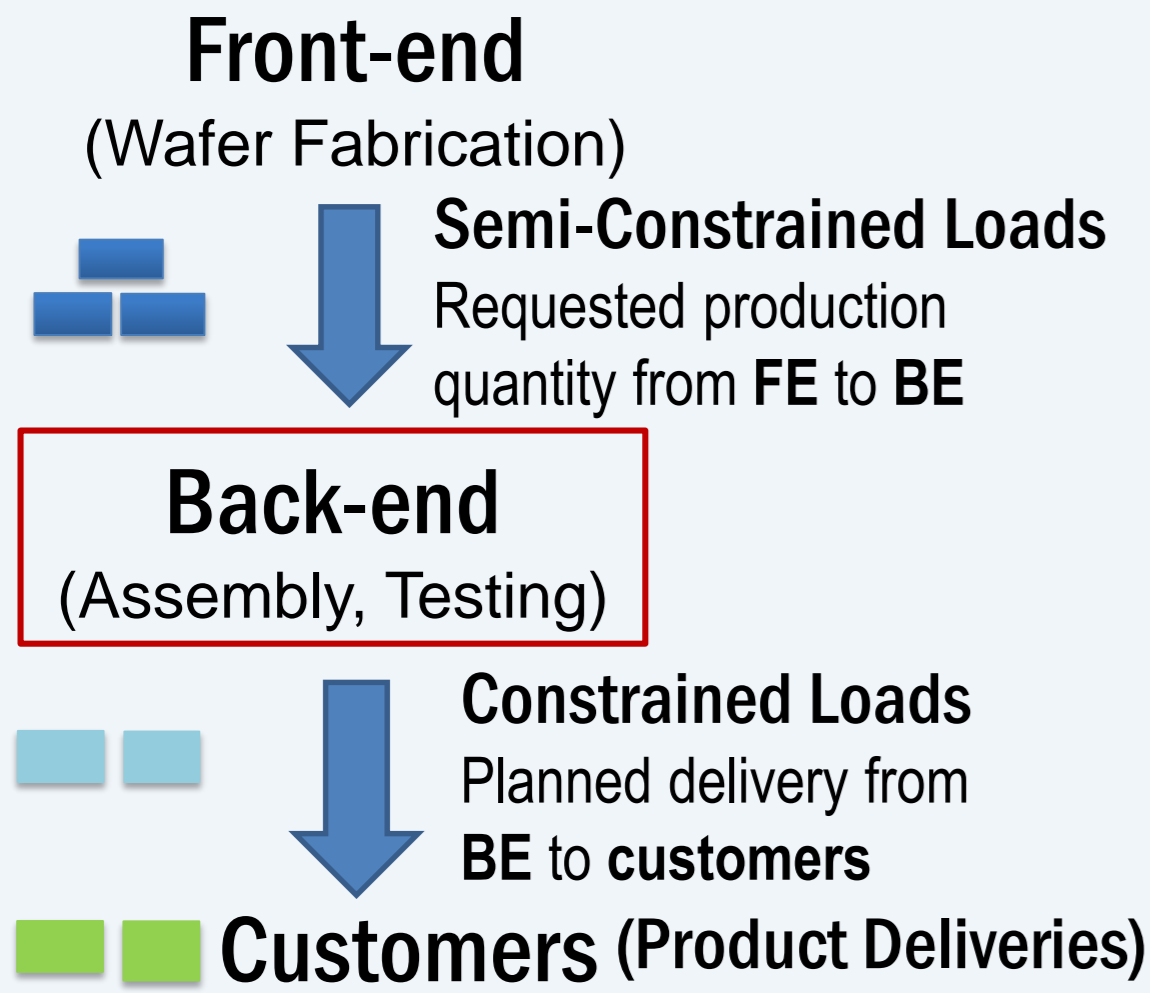 Front-end
(Wafer Fabrication)
Semi-Constrained Loads
Requested production
quantity from FE to BE
Back-end
(Assembly, Testing)
Constrained Loads
Planned delivery from
BE to customers
Customers (Product Deliveries)